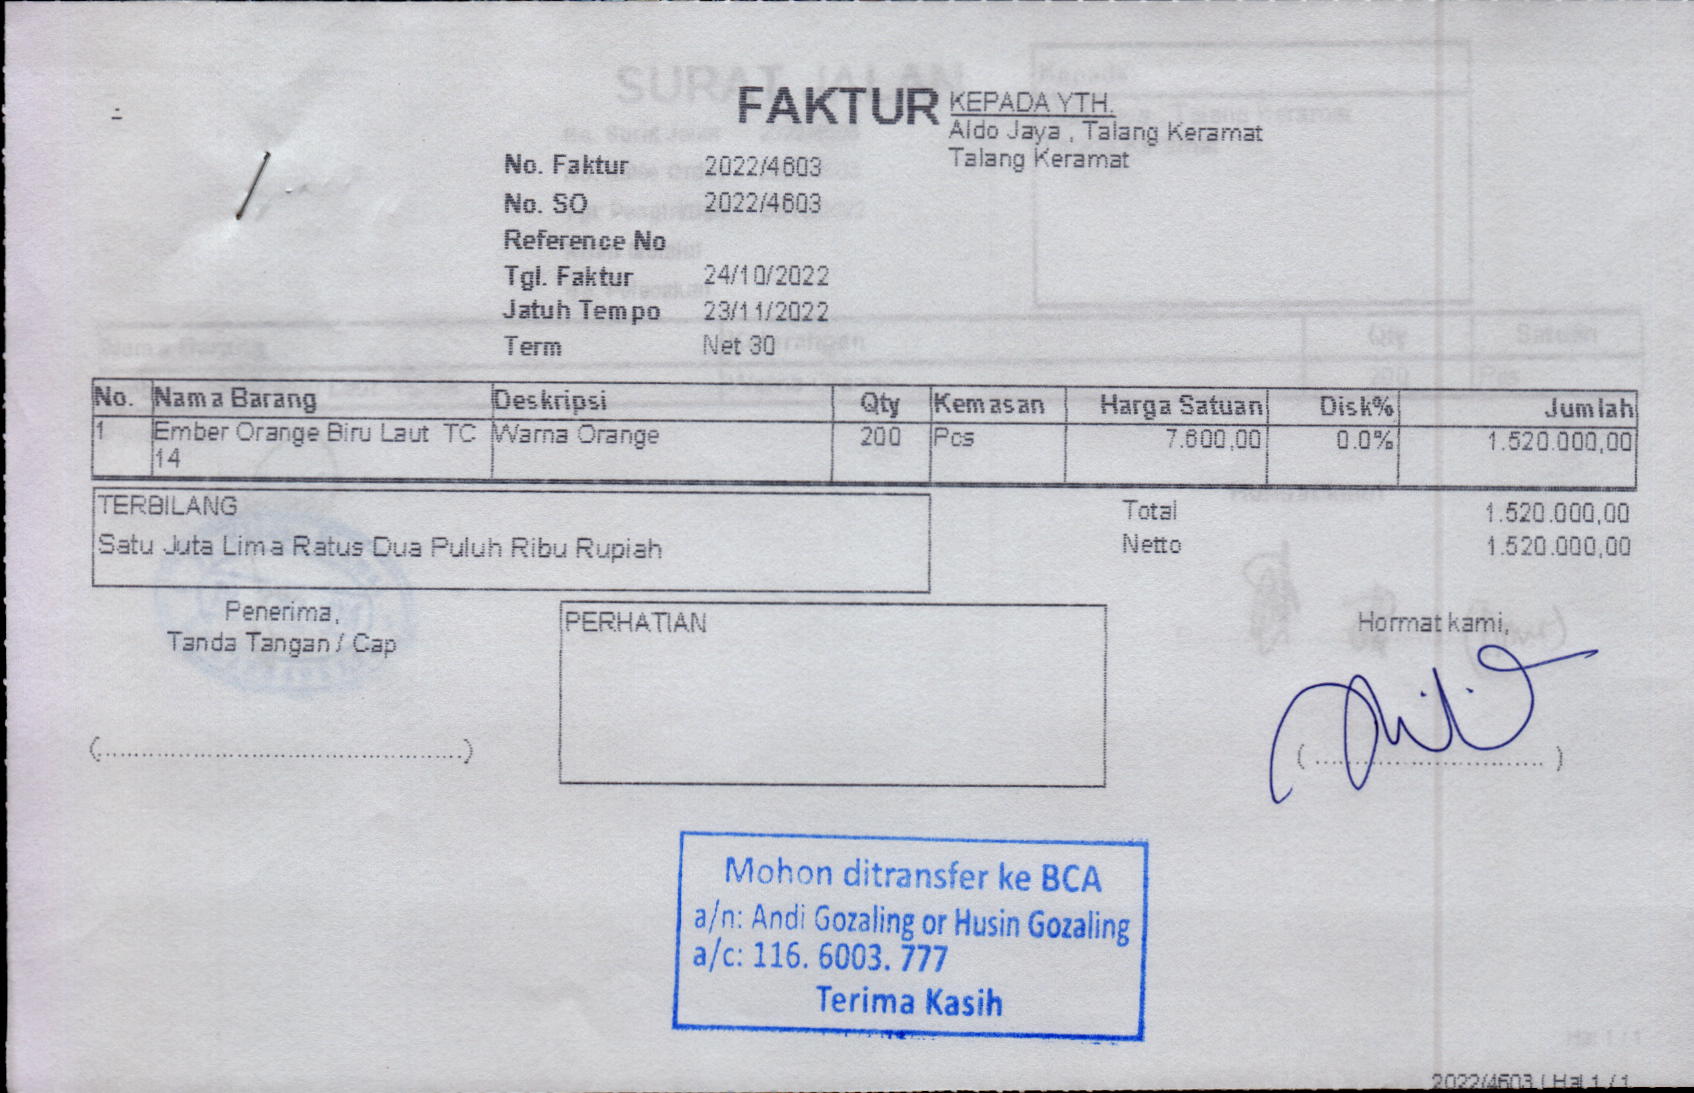 FAKTUR
KEPADA YTH.
Aldo Jaya , Talang Keramat
Talang Keramat
No. Faktur 2022/4603
No. SO 2022/4603
Reference No
Tgl. Faktur 24/10/2022
Jatuh Tempo 23/11/2022
Term Net 30
No. Nama Barang Deskripsi Qty Kemasan Harga Satuan Disk% Jumlah
1 Ember Orange Biru Laut TC Warna Orange 200 Pcs 7.600,00 0.0% 1.520.000,00
14
TERBILANG
Satu Juta Lima Ratus Dua Puluh Ribu Rupiah
Total 1.520.000,00
Netto 1.520.000,00
Penerima,
Tanda Tangan / Cap
PERHATIAN
Hormat kami,
(............................................)
(............................)
Mohon ditransfer ke BCA
a/n: Andi Gozaling or Husin Gozaling
a/c: 116. 6003. 777
Terima Kasih
2022/4603 | Hal 1 / 1